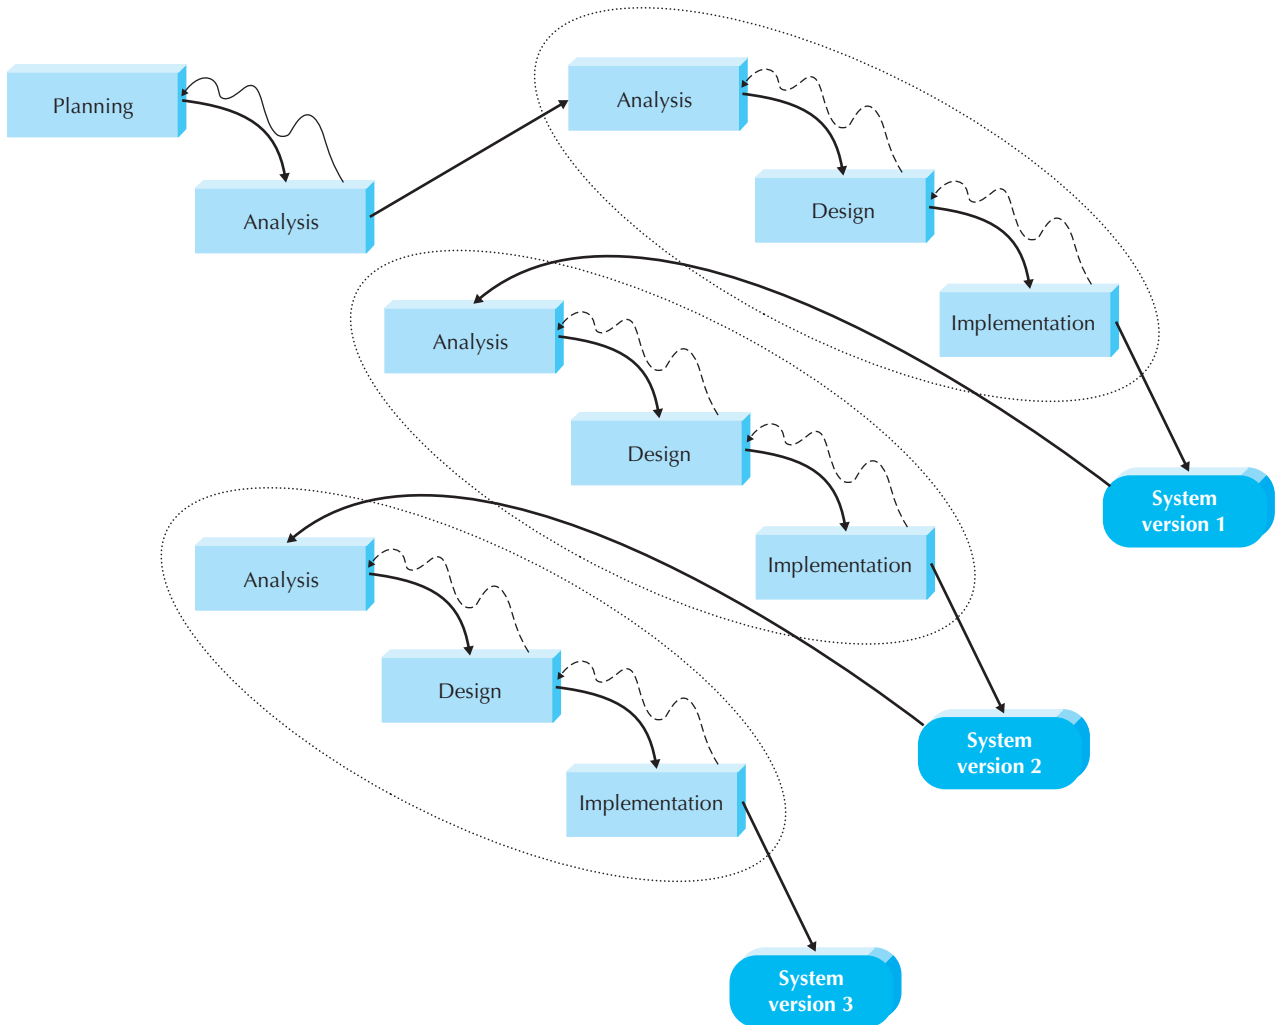 Planning
Analysis
Analysis
Design
Implementation
System
version 1
Analysis
Design
Implementation
System
version 2
Analysis
Design
Implementation
System
version 3